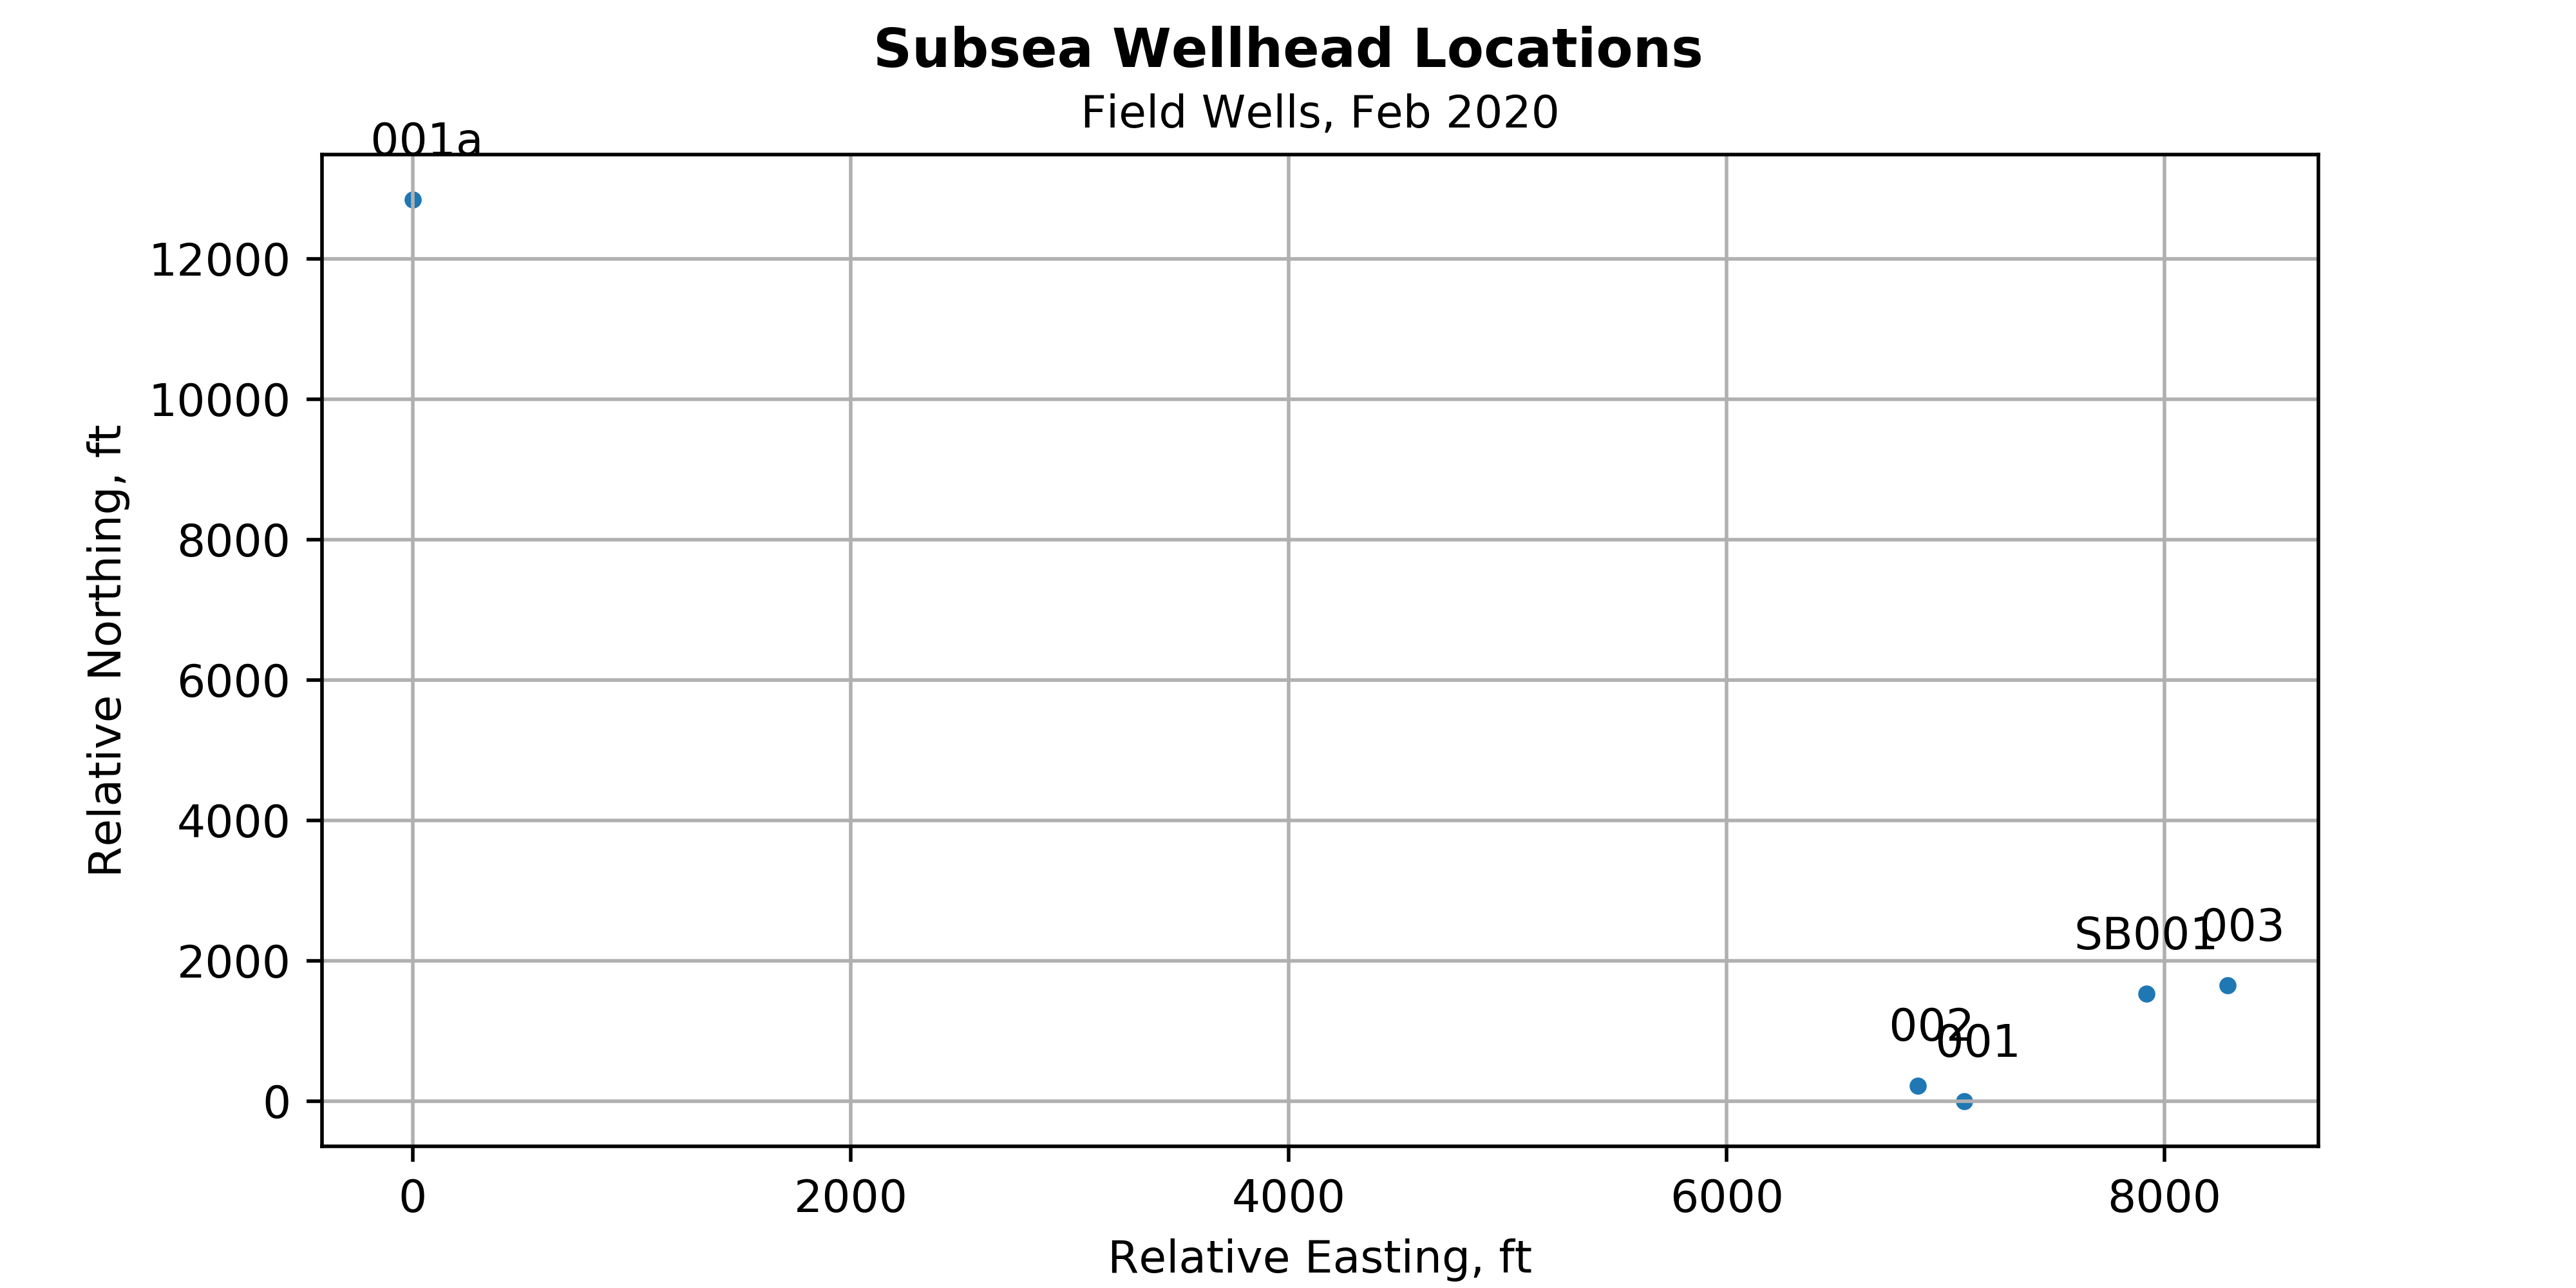 Subsea Wellhead Locations
Field Wells, Feb 2020
001a
12000
10000
8000
6000
4000
2000
0
Relative Northing, ft
SB001
003
002
001
0
2000
4000
6000
8000
Relative Easting, ft